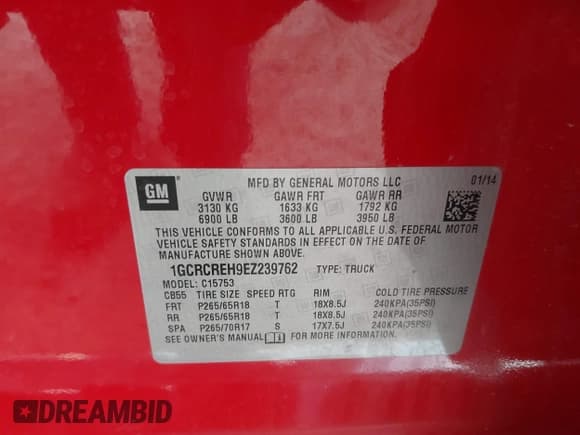 GM
MFD BY GENERAL MOTORS LLC 01/14
GVWR GAWR FRT GAWR RR
3130 KG 1633 KG 1792 KG
6900 LB 3600 LB 3950 LB
THIS VEHICLE CONFORMS TO ALL APPLICABLE U.S. FEDERAL MOTOR
VEHICLE SAFETY STANDARDS IN EFFECT ON THE DATE OF
MANUFACTURE SHOWN ABOVE.
1GCRCREH9EZ239762 TYPE: TRUCK
MODEL: C15753
CB55 TIRE SIZE SPEED RTG RIM COLD TIRE PRESSURE
FRT P265/65R18 T 18X8.5J 240KPA(35PSI)
RR P265/65R18 T 18X8.5J 240KPA(35PSI)
SPA P265/70R17 S 17X7.5J 240KPA(35PSI)
SEE OWNER'S MANUAL FOR MORE INFORMATION.
DREAMBID